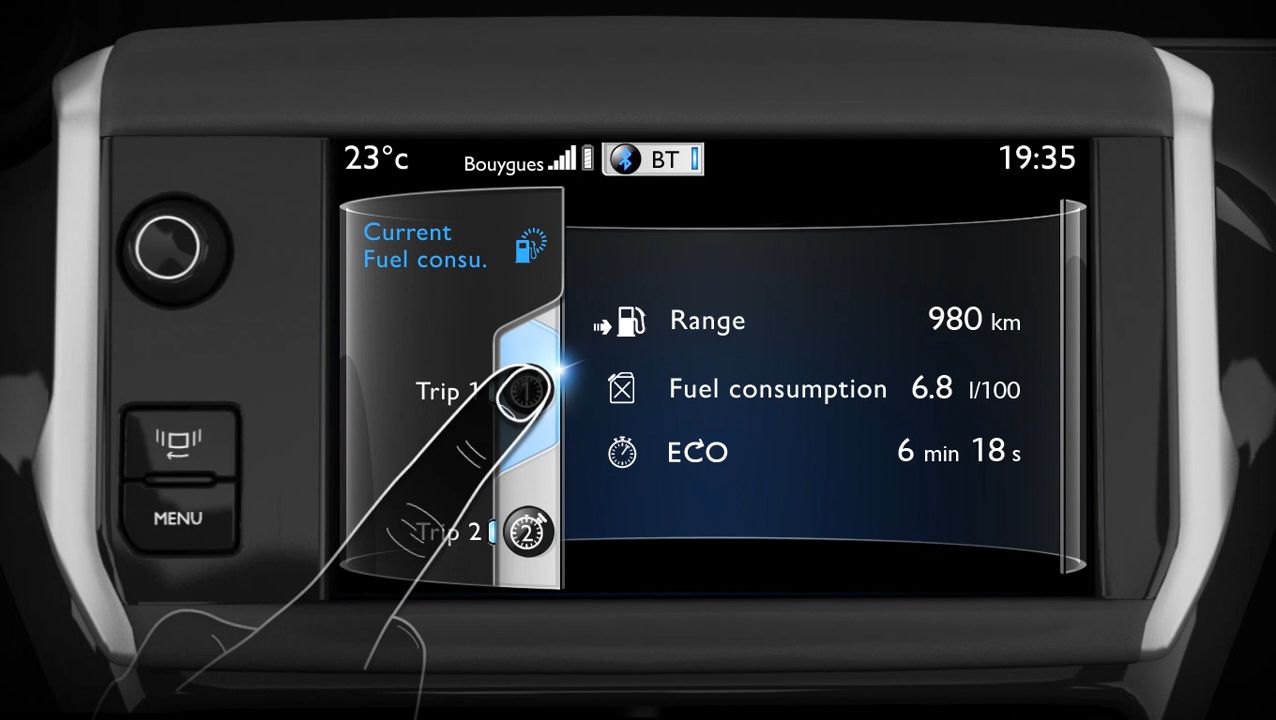 23°c Bouygues BT 19:35
Current
Fuel consu.
Range 980 km
Trip 1 Fuel consumption 6.8 l/100
ECO 6 min 18 s
MENU
Trip 2 2